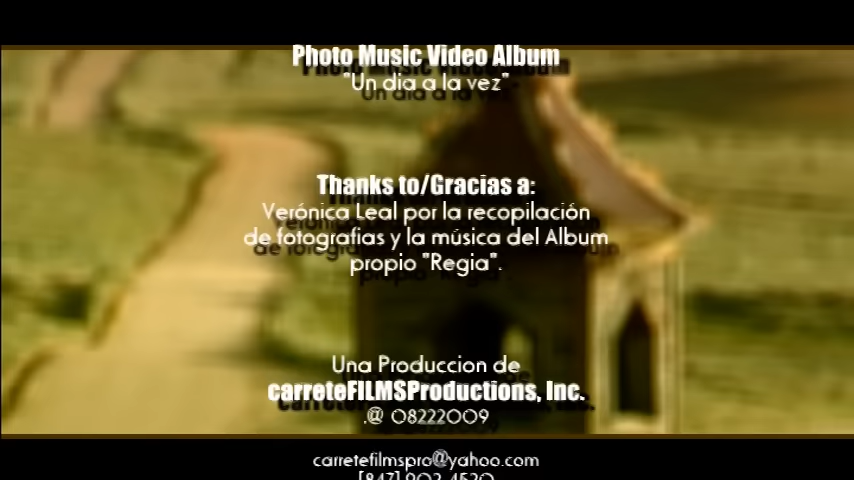 Photo Music Video Album
"Un dia a la vez"
Thanks to/Gracias a:
Verónica Leal por la recopilación
de fotografias y la música del Album
propio "Regia".
Una Produccion de
carreteFILMSProductions, Inc.
.@ 08222009
carretefilmspro@yahoo.com